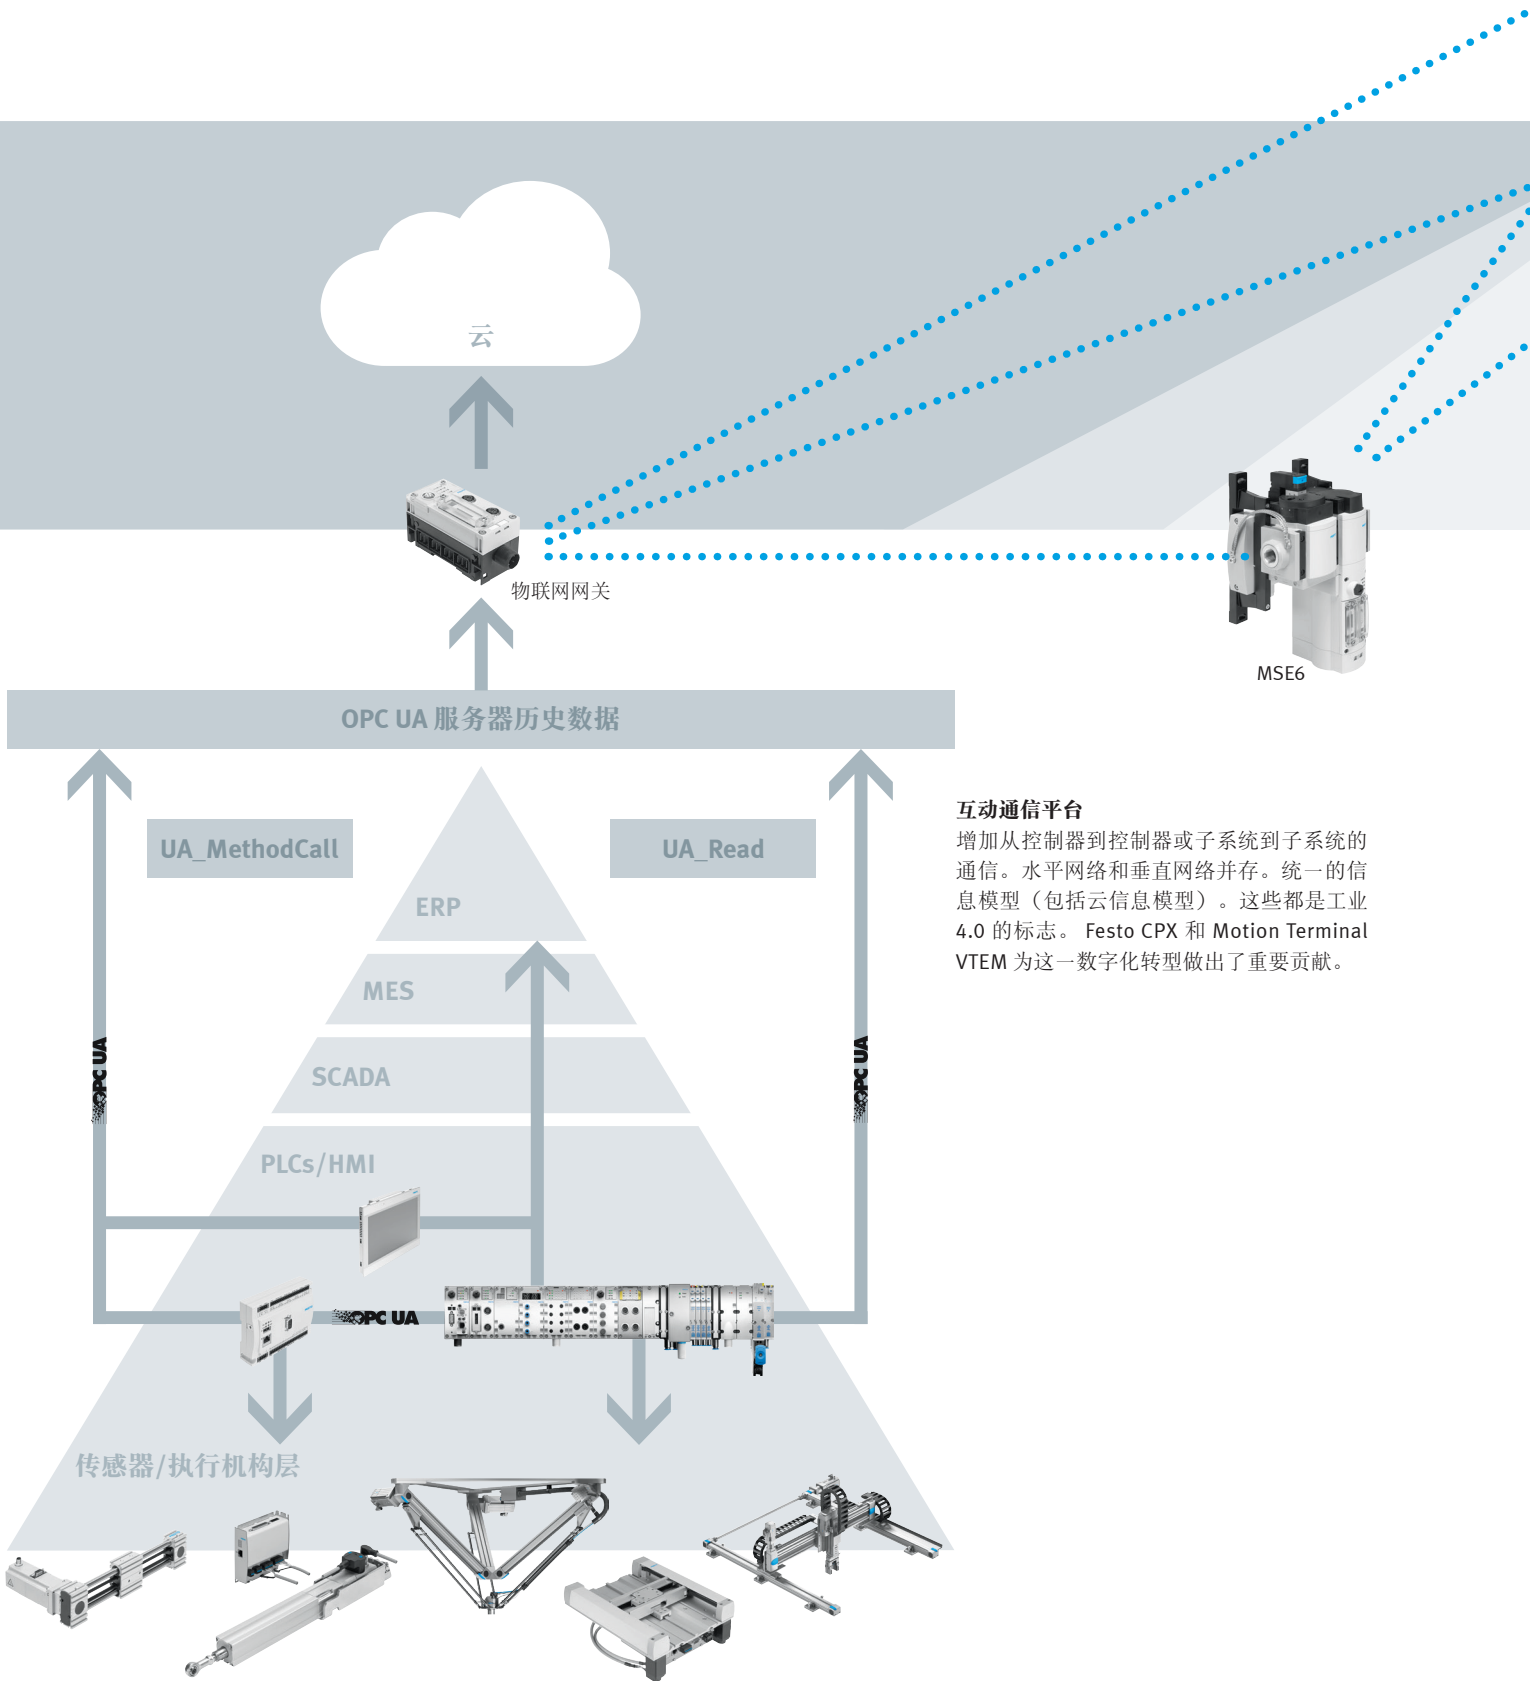 云
物联网网关
MSE6
OPC UA 服务器历史数据
UA_MethodCall
UA_Read
互动通信平台
增加从控制器到控制器或子系统到子系统的
通信。水平网络和垂直网络并存。统一的信
息模型（包括云信息模型）。这些都是工业
4.0 的标志。 Festo CPX 和 Motion Terminal
VTEM 为这一数字化转型做出了重要贡献。
ERP
MES
SCADA
OPC UA
OPC UA
PLCs/HMI
OPC UA
传感器/执行机构层